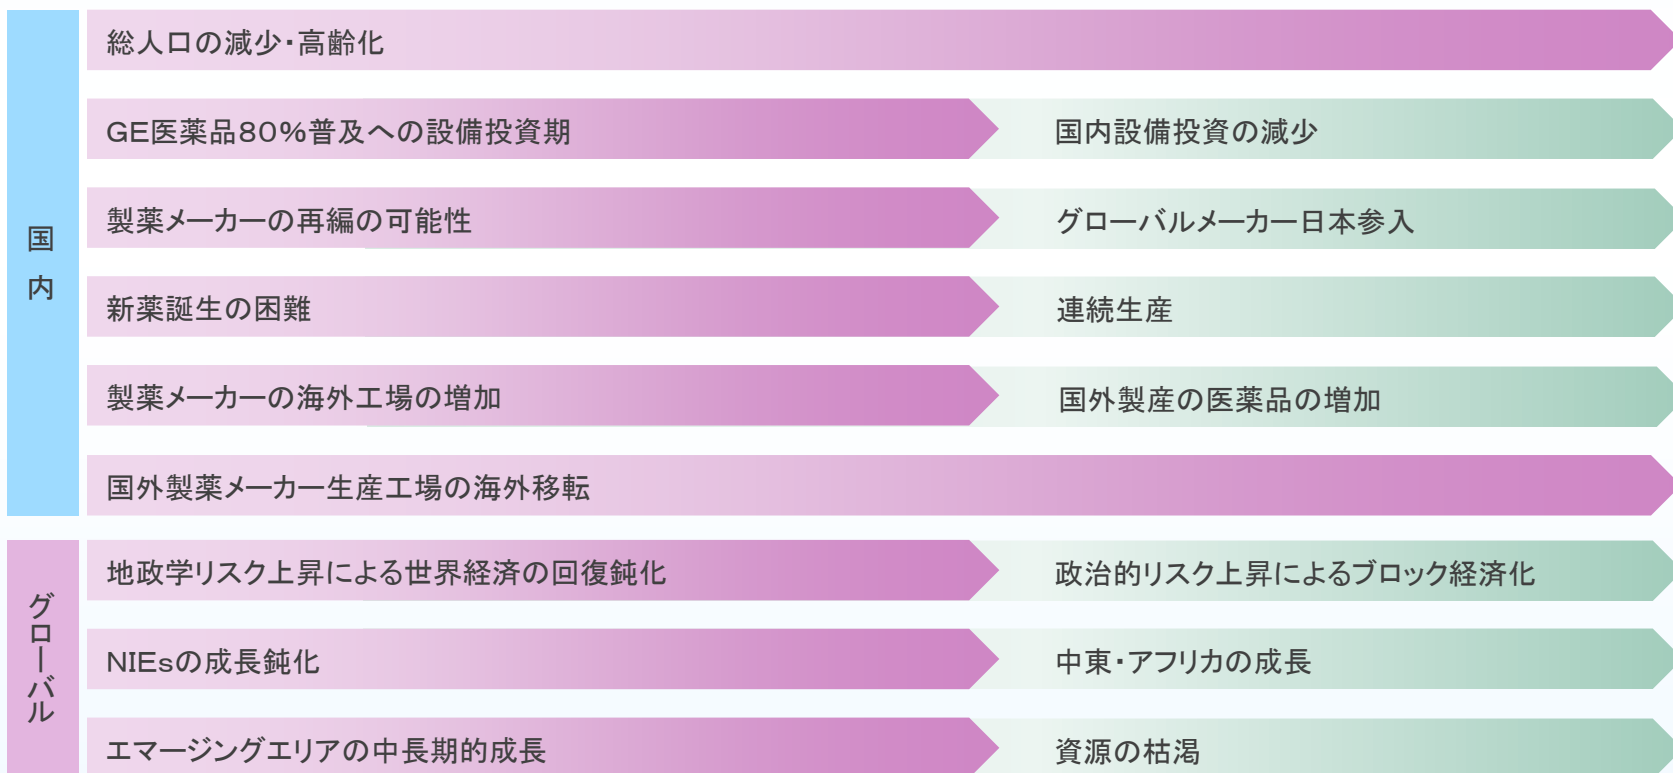 国内
総人口の減少・高齢化
GE医薬品80%普及への設備投資期
国内設備投資の減少
製薬メーカーの再編の可能性
グローバルメーカー日本参入
新薬誕生の困難
連続生産
製薬メーカーの海外工場の増加
国外製産の医薬品の増加
国外製薬メーカー生産工場の海外移転
グローバル
地政学リスク上昇による世界経済の回復鈍化
政治的リスク上昇によるブロック経済化
NIEsの成長鈍化
中東・アフリカの成長
エマージングエリアの中長期的成長
資源の枯渇